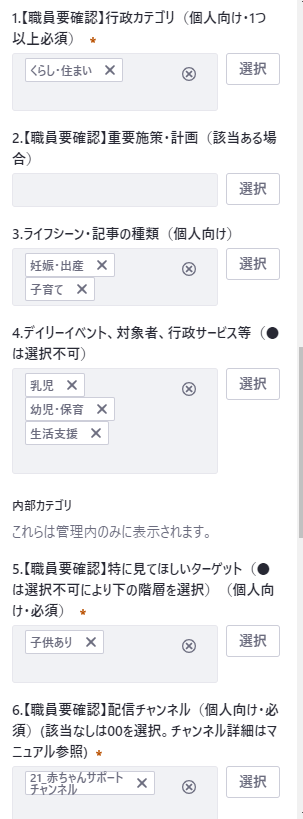 1.【職員要確認】行政カテゴリ（個人向け・1つ
以上必須） *
くらし・住まい ×
選択
2.【職員要確認】重要施策・計画（該当ある場
合）
選択
3.ライフシーン・記事の種類（個人向け）
妊娠・出産 ×
選択
子育て ×
4.デイリーイベント、対象者、行政サービス等（●
は選択不可）
乳児 ×
選択
幼児・保育 ×
生活支援 ×
内部カテゴリ
これらは管理内のみに表示されます。
5.【職員要確認】特に見てほしいターゲット（●
は選択不可により下の階層を選択）（個人向
け・必須） *
子供あり ×
選択
6.【職員要確認】配信チャンネル（個人向け・必
須）(該当なしは00を選択。チャンネル詳細はマ
ニュアル参照) *
21_赤ちゃんサポート
チャンネル ×
選択